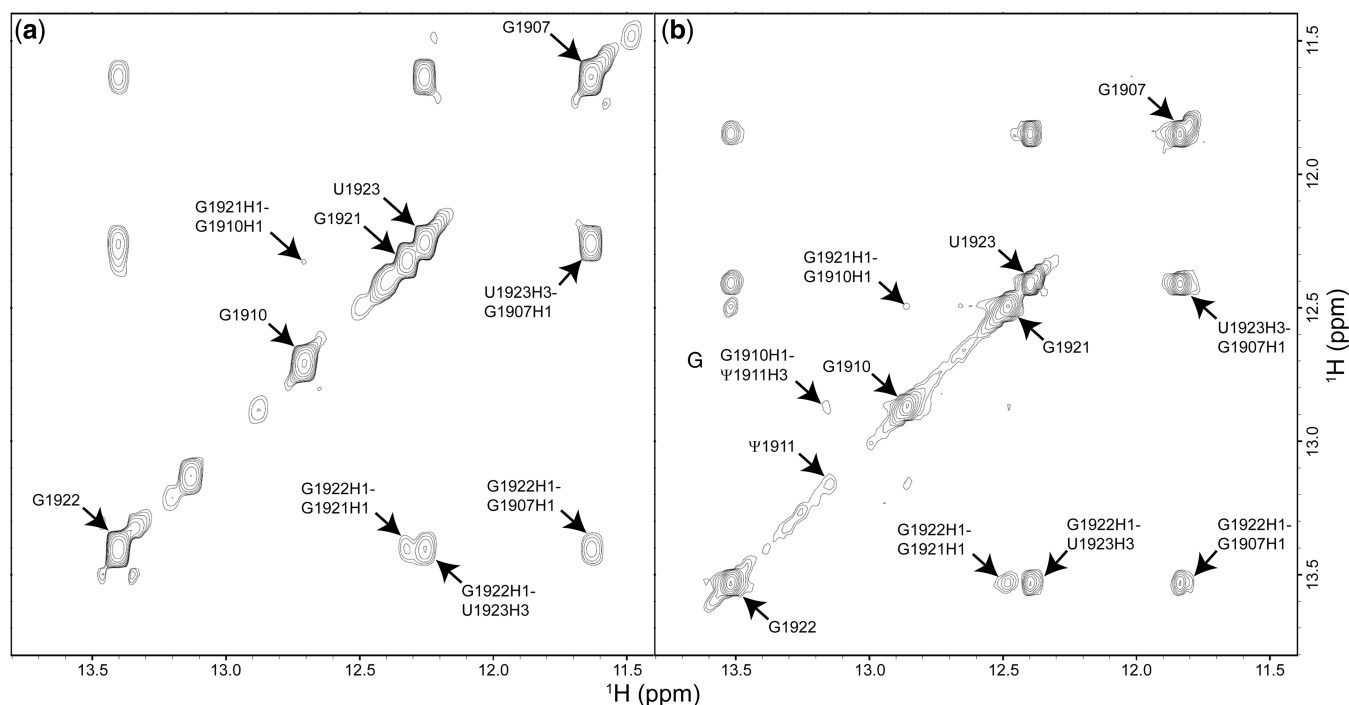 (a)
G1907
G1921H1-
G1910H1
U1923
G1921
G1910
U1923H3-
G1907H1
G1922
G1922H1-
G1921H1
G1922H1-
G1907H1
G1922H1-
U1923H3
13.5
13.0
12.5
12.0
11.5
(b)
G1907
G1921H1-
G1910H1
U1923
G
G1910H1-
Ψ1911H3
G1910
G1921
U1923H3-
G1907H1
Ψ1911
G1922H1-
G1921H1
G1922H1-
U1923H3
G1922H1-
G1907H1
G1922
13.5
13.0
12.5
12.0
11.5
11.5
12.0
12.5
13.0
13.5
¹H (ppm)
¹H (ppm)